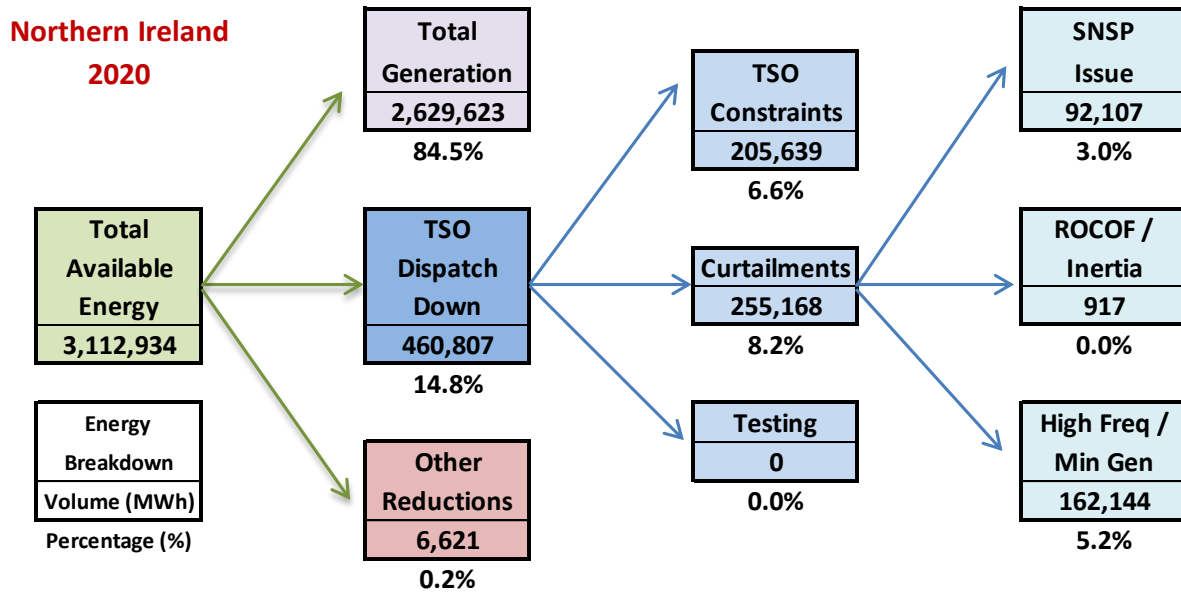 Northern Ireland
2020
Total
Generation
2,629,623
84.5%
TSO
Constraints
205,639
6.6%
SNSP
Issue
92,107
3.0%
Total
Available
Energy
3,112,934
TSO
Dispatch
Down
460,807
14.8%
Curtailments
255,168
8.2%
ROCOF /
Inertia
917
0.0%
Energy
Breakdown
Volume (MWh)
Percentage (%)
Other
Reductions
6,621
0.2%
Testing
0
0.0%
High Freq /
Min Gen
162,144
5.2%